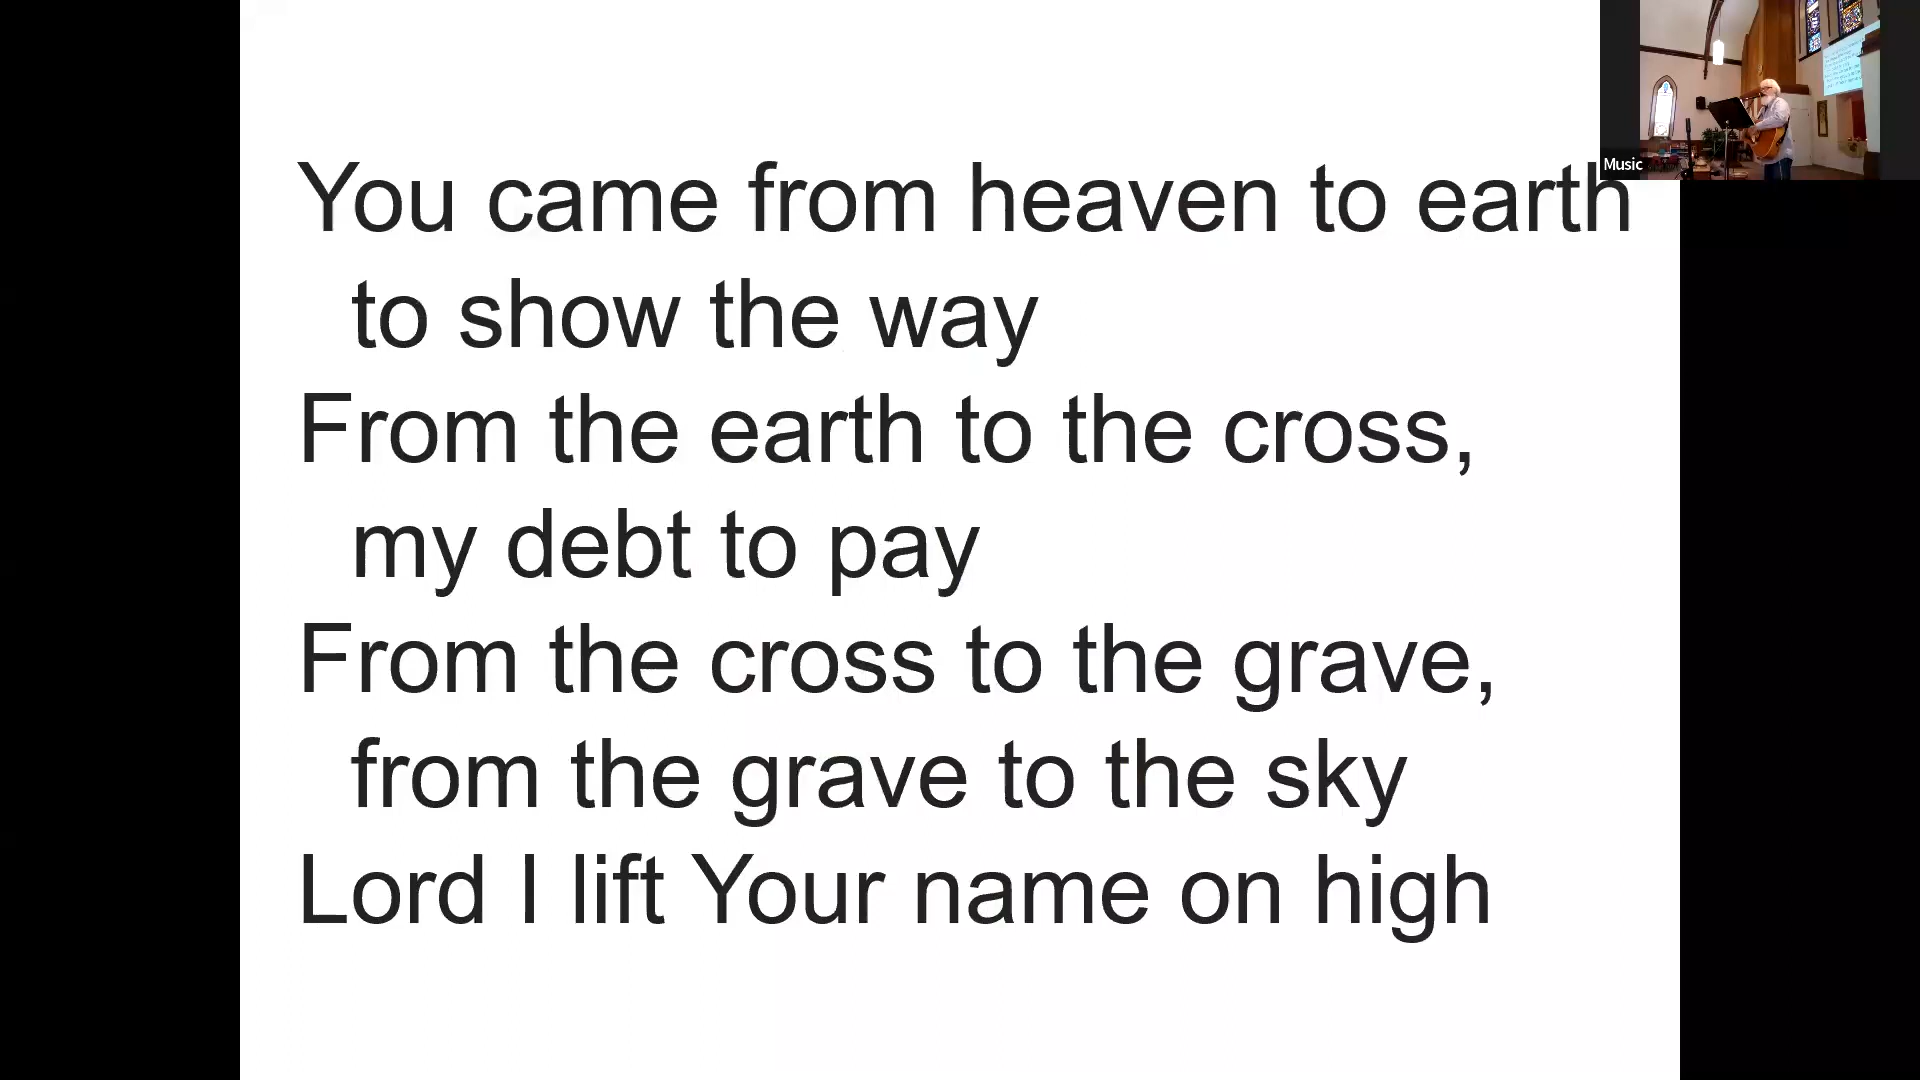 You came from heaven to earth
to show the way
From the earth to the cross,
my debt to pay
From the cross to the grave,
from the grave to the sky
Lord I lift Your name on high
Music